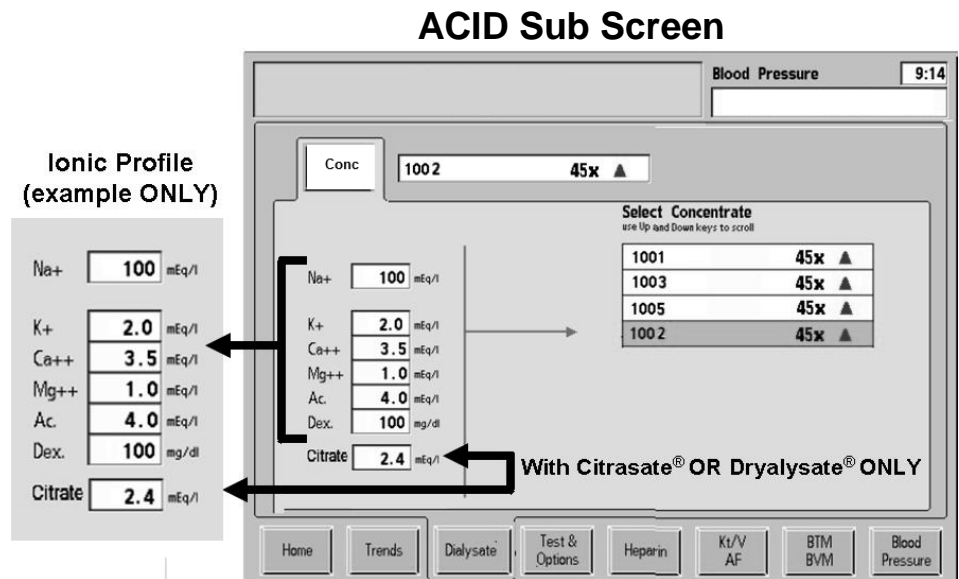 ACID Sub Screen
Blood Pressure 9:14
Ionic Profile
(example ONLY)
Na+ 100 mEq/l
K+ 2.0 mEq/l
Ca++ 3.5 mEq/l
Mg++ 1.0 mEq/l
Ac. 4.0 mEq/l
Dex. 100 mg/dl
Citrate 2.4 mEq/l
Conc 1002 45x ▲
Na+ 100 mEq/l
K+ 2.0 mEq/l
Ca++ 3.5 mEq/l
Mg++ 1.0 mEq/l
Ac. 4.0 mEq/l
Dex. 100 mg/dl
Citrate 2.4 mEq/l
Select Concentrate
use Up and Down keys to scroll
1001 45x ▲
1003 45x ▲
1005 45x ▲
1002 45x ▲
With Citrasate® OR Dryalysate® ONLY
Home
Trends
Dialysate
Test &
Options
Heparin
Kt/V
AF
BTM
BVM
Blood
Pressure